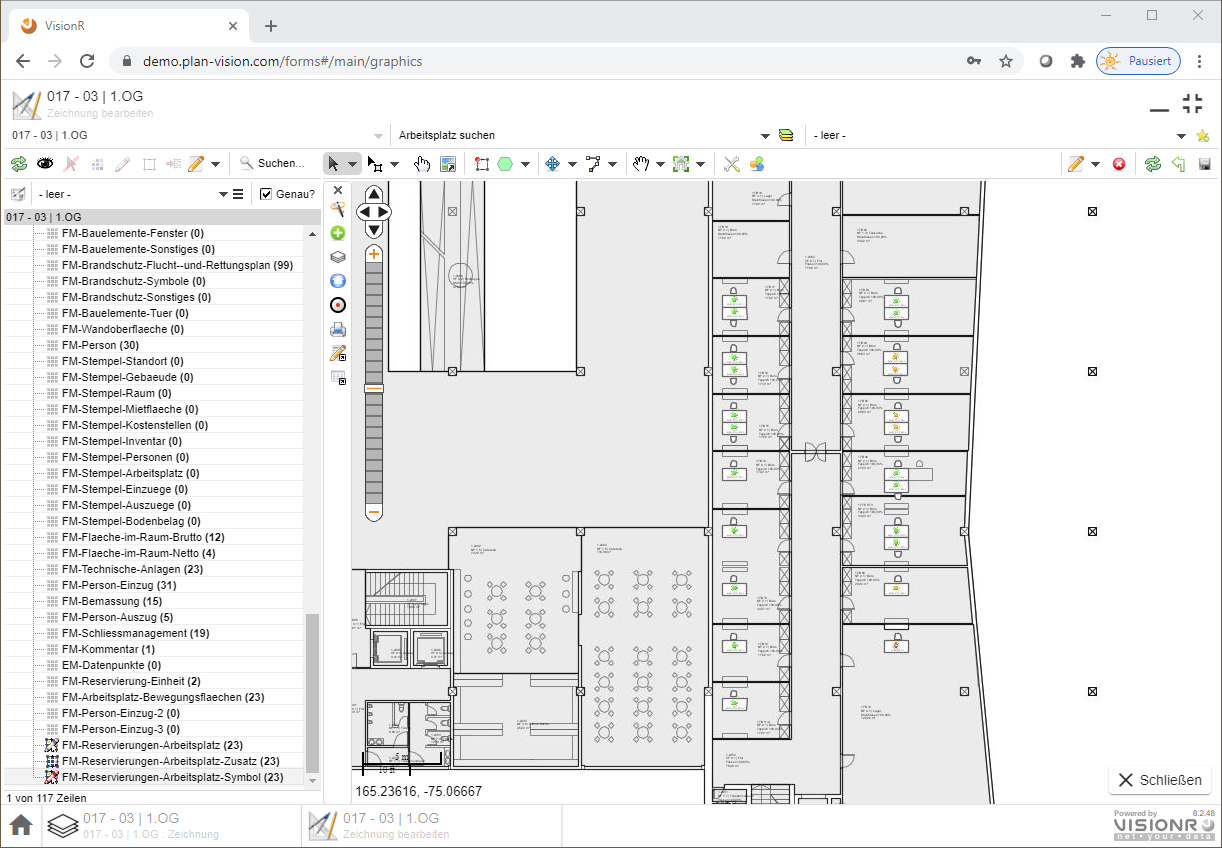 VisionR
demo.plan-vision.com/forms#/main/graphics
Pausiert
017 - 03 | 1.OG
Zeichnung bearbeiten
017 - 03 | 1.OG
Arbeitsplatz suchen
- leer -
Suchen...
- leer -
Genau?
017 - 03 | 1.OG
FM-Bauelemente-Fenster (0)
FM-Bauelemente-Sonstiges (0)
FM-Brandschutz-Flucht--und-Rettungsplan (99)
FM-Brandschutz-Symbole (0)
FM-Brandschutz-Sonstiges (0)
FM-Bauelemente-Tuer (0)
FM-Wandoberflaeche (0)
FM-Person (30)
FM-Stempel-Standort (0)
FM-Stempel-Gebaeude (0)
FM-Stempel-Raum (0)
FM-Stempel-Mietflaeche (0)
FM-Stempel-Kostenstellen (0)
FM-Stempel-Inventar (0)
FM-Stempel-Personen (0)
FM-Stempel-Arbeitsplatz (0)
FM-Stempel-Einzuege (0)
FM-Stempel-Auszuege (0)
FM-Stempel-Bodenbelag (0)
FM-Flaeche-im-Raum-Brutto (12)
FM-Flaeche-im-Raum-Netto (4)
FM-Technische-Anlagen (23)
FM-Person-Einzug (31)
FM-Bemassung (15)
FM-Person-Auszug (5)
FM-Schliessmanagement (19)
FM-Kommentar (1)
EM-Datenpunkte (0)
FM-Reservierung-Einheit (2)
FM-Arbeitsplatz-Bewegungsflaechen (23)
FM-Person-Einzug-2 (0)
FM-Person-Einzug-3 (0)
FM-Reservierungen-Arbeitsplatz (23)
FM-Reservierungen-Arbeitsplatz-Zusatz (23)
FM-Reservierungen-Arbeitsplatz-Symbol (23)
1 von 117 Zeilen
5 m
10 ft
165.23616, -75.06667
Schließen
017 - 03 | 1.OG
017 - 03 | 1.OG : Zeichnung
017 - 03 | 1.OG
Zeichnung bearbeiten
Powered by
8.2.48
VISIONR
net • your • data